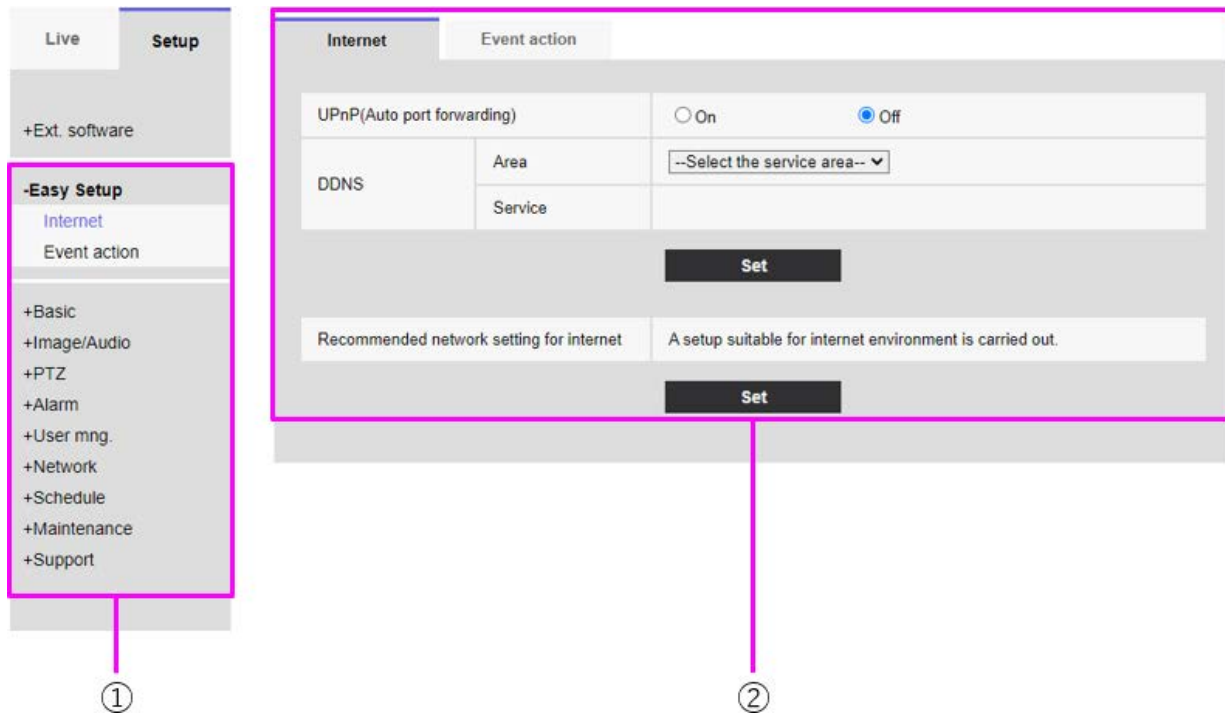 Live Setup
+Ext. software
-Easy Setup
Internet
Event action
+Basic
+Image/Audio
+PTZ
+Alarm
+User mng.
+Network
+Schedule
+Maintenance
+Support
①
Internet Event action
UPnP(Auto port forwarding) On Off
DDNS
Area --Select the service area--
Service
Set
Recommended network setting for internet A setup suitable for internet environment is carried out.
Set
②